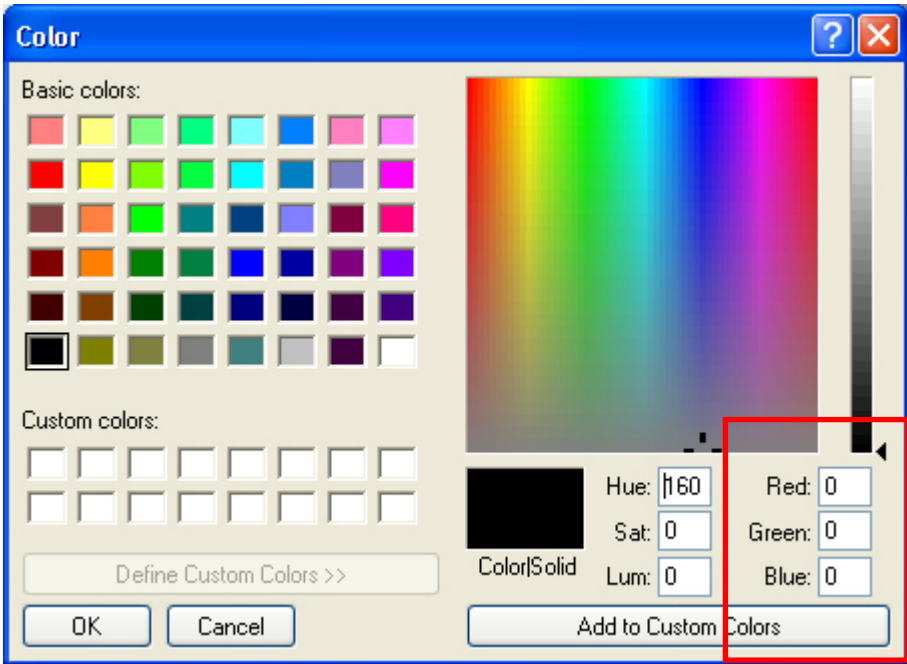 Color
Basic colors:
Custom colors:
Define Custom Colors >>
OK Cancel
Hue: 160 Red: 0
Sat: 0 Green: 0
Color|Solid Lum: 0 Blue: 0
Add to Custom Colors